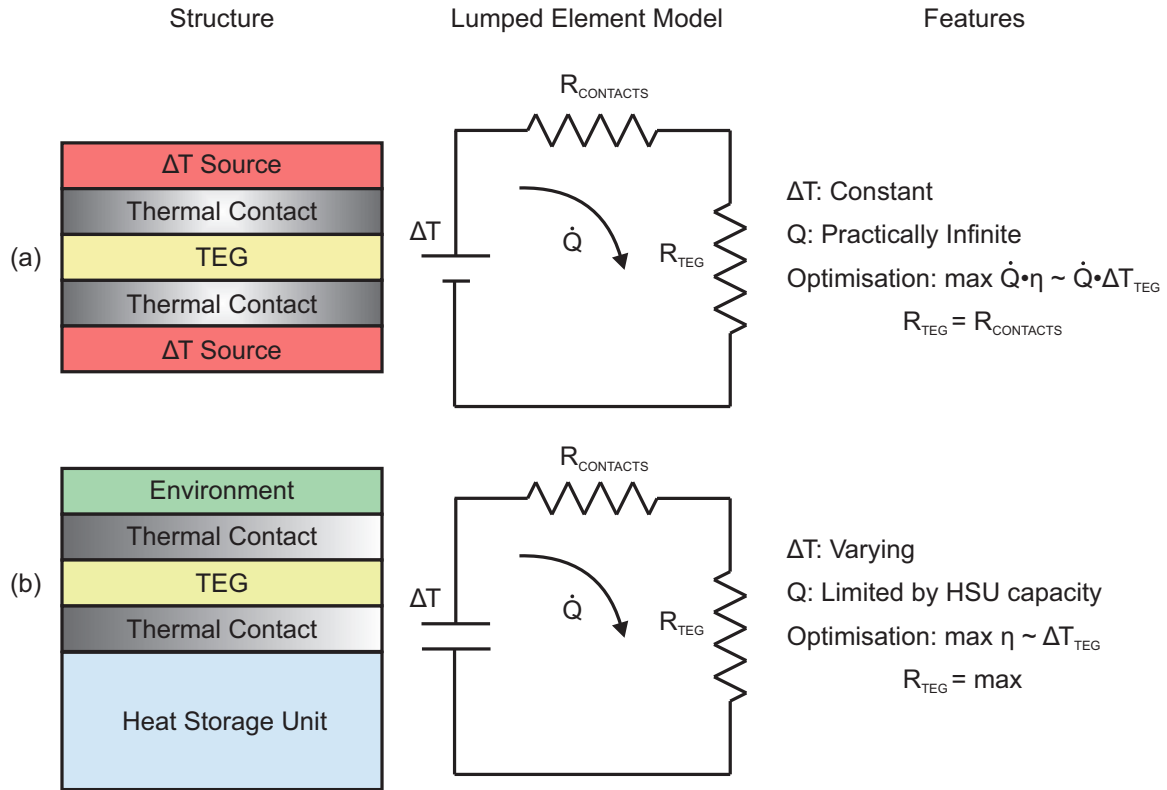 Structure
Lumped Element Model
Features
(a)
ΔT Source
Thermal Contact
TEG
Thermal Contact
ΔT Source
R_CONTACTS
ΔT
Q̇
R_TEG
ΔT: Constant
Q: Practically Infinite
Optimisation: max Q̇•η ~ Q̇•ΔT_TEG
R_TEG = R_CONTACTS
(b)
Environment
Thermal Contact
TEG
Thermal Contact
Heat Storage Unit
R_CONTACTS
ΔT
Q̇
R_TEG
ΔT: Varying
Q: Limited by HSU capacity
Optimisation: max η ~ ΔT_TEG
R_TEG = max